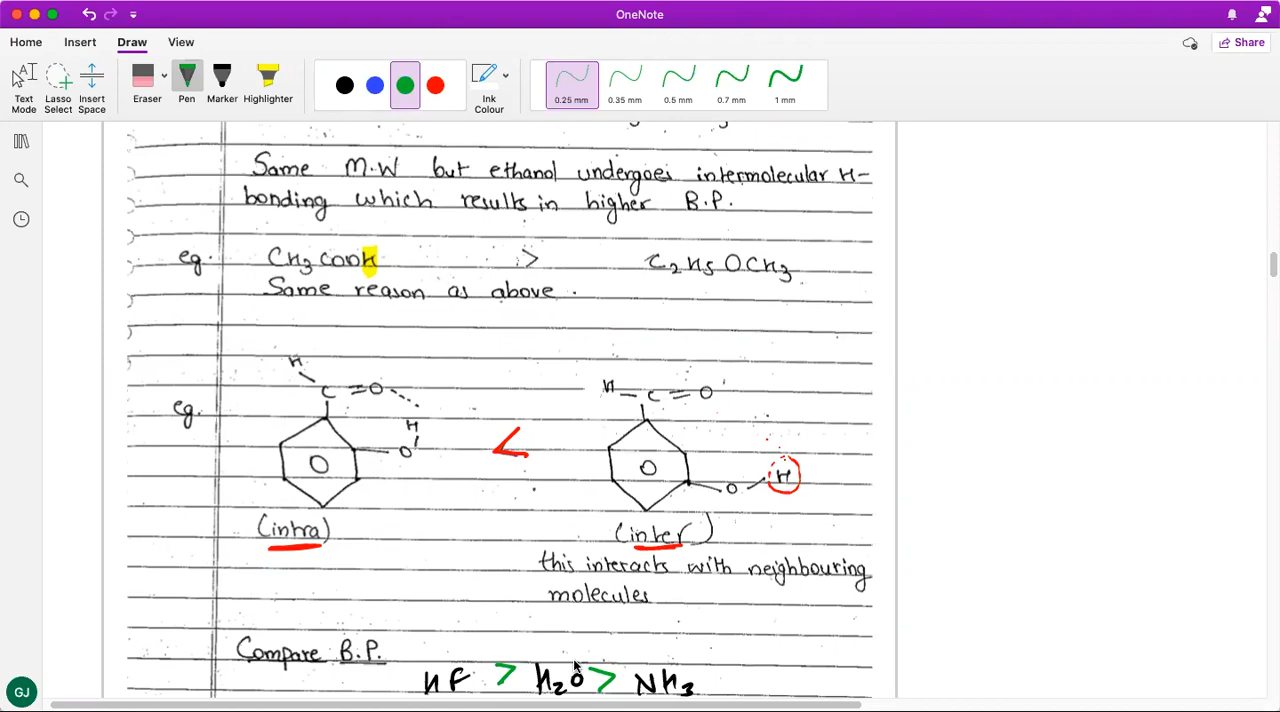 OneNote
Home Insert Draw View
Share
Text Mode
Lasso Select
Insert Space
Eraser
Pen
Marker
Highlighter
Ink Colour
0.25 mm
0.35 mm
0.5 mm
0.7 mm
1 mm
Same M.W but ethanol undergoes intermolecular H-
bonding which results in higher B.P.
eg. CH3COOH > C2H5OCH3
Same reason as above.
H
C=O
H
O
H-C=O
eg.
<
O
O
O-H
(intra) (inter)
this interacts with neighbouring
molecules
Compare B.P.
HF > H2O > NH3
GJ